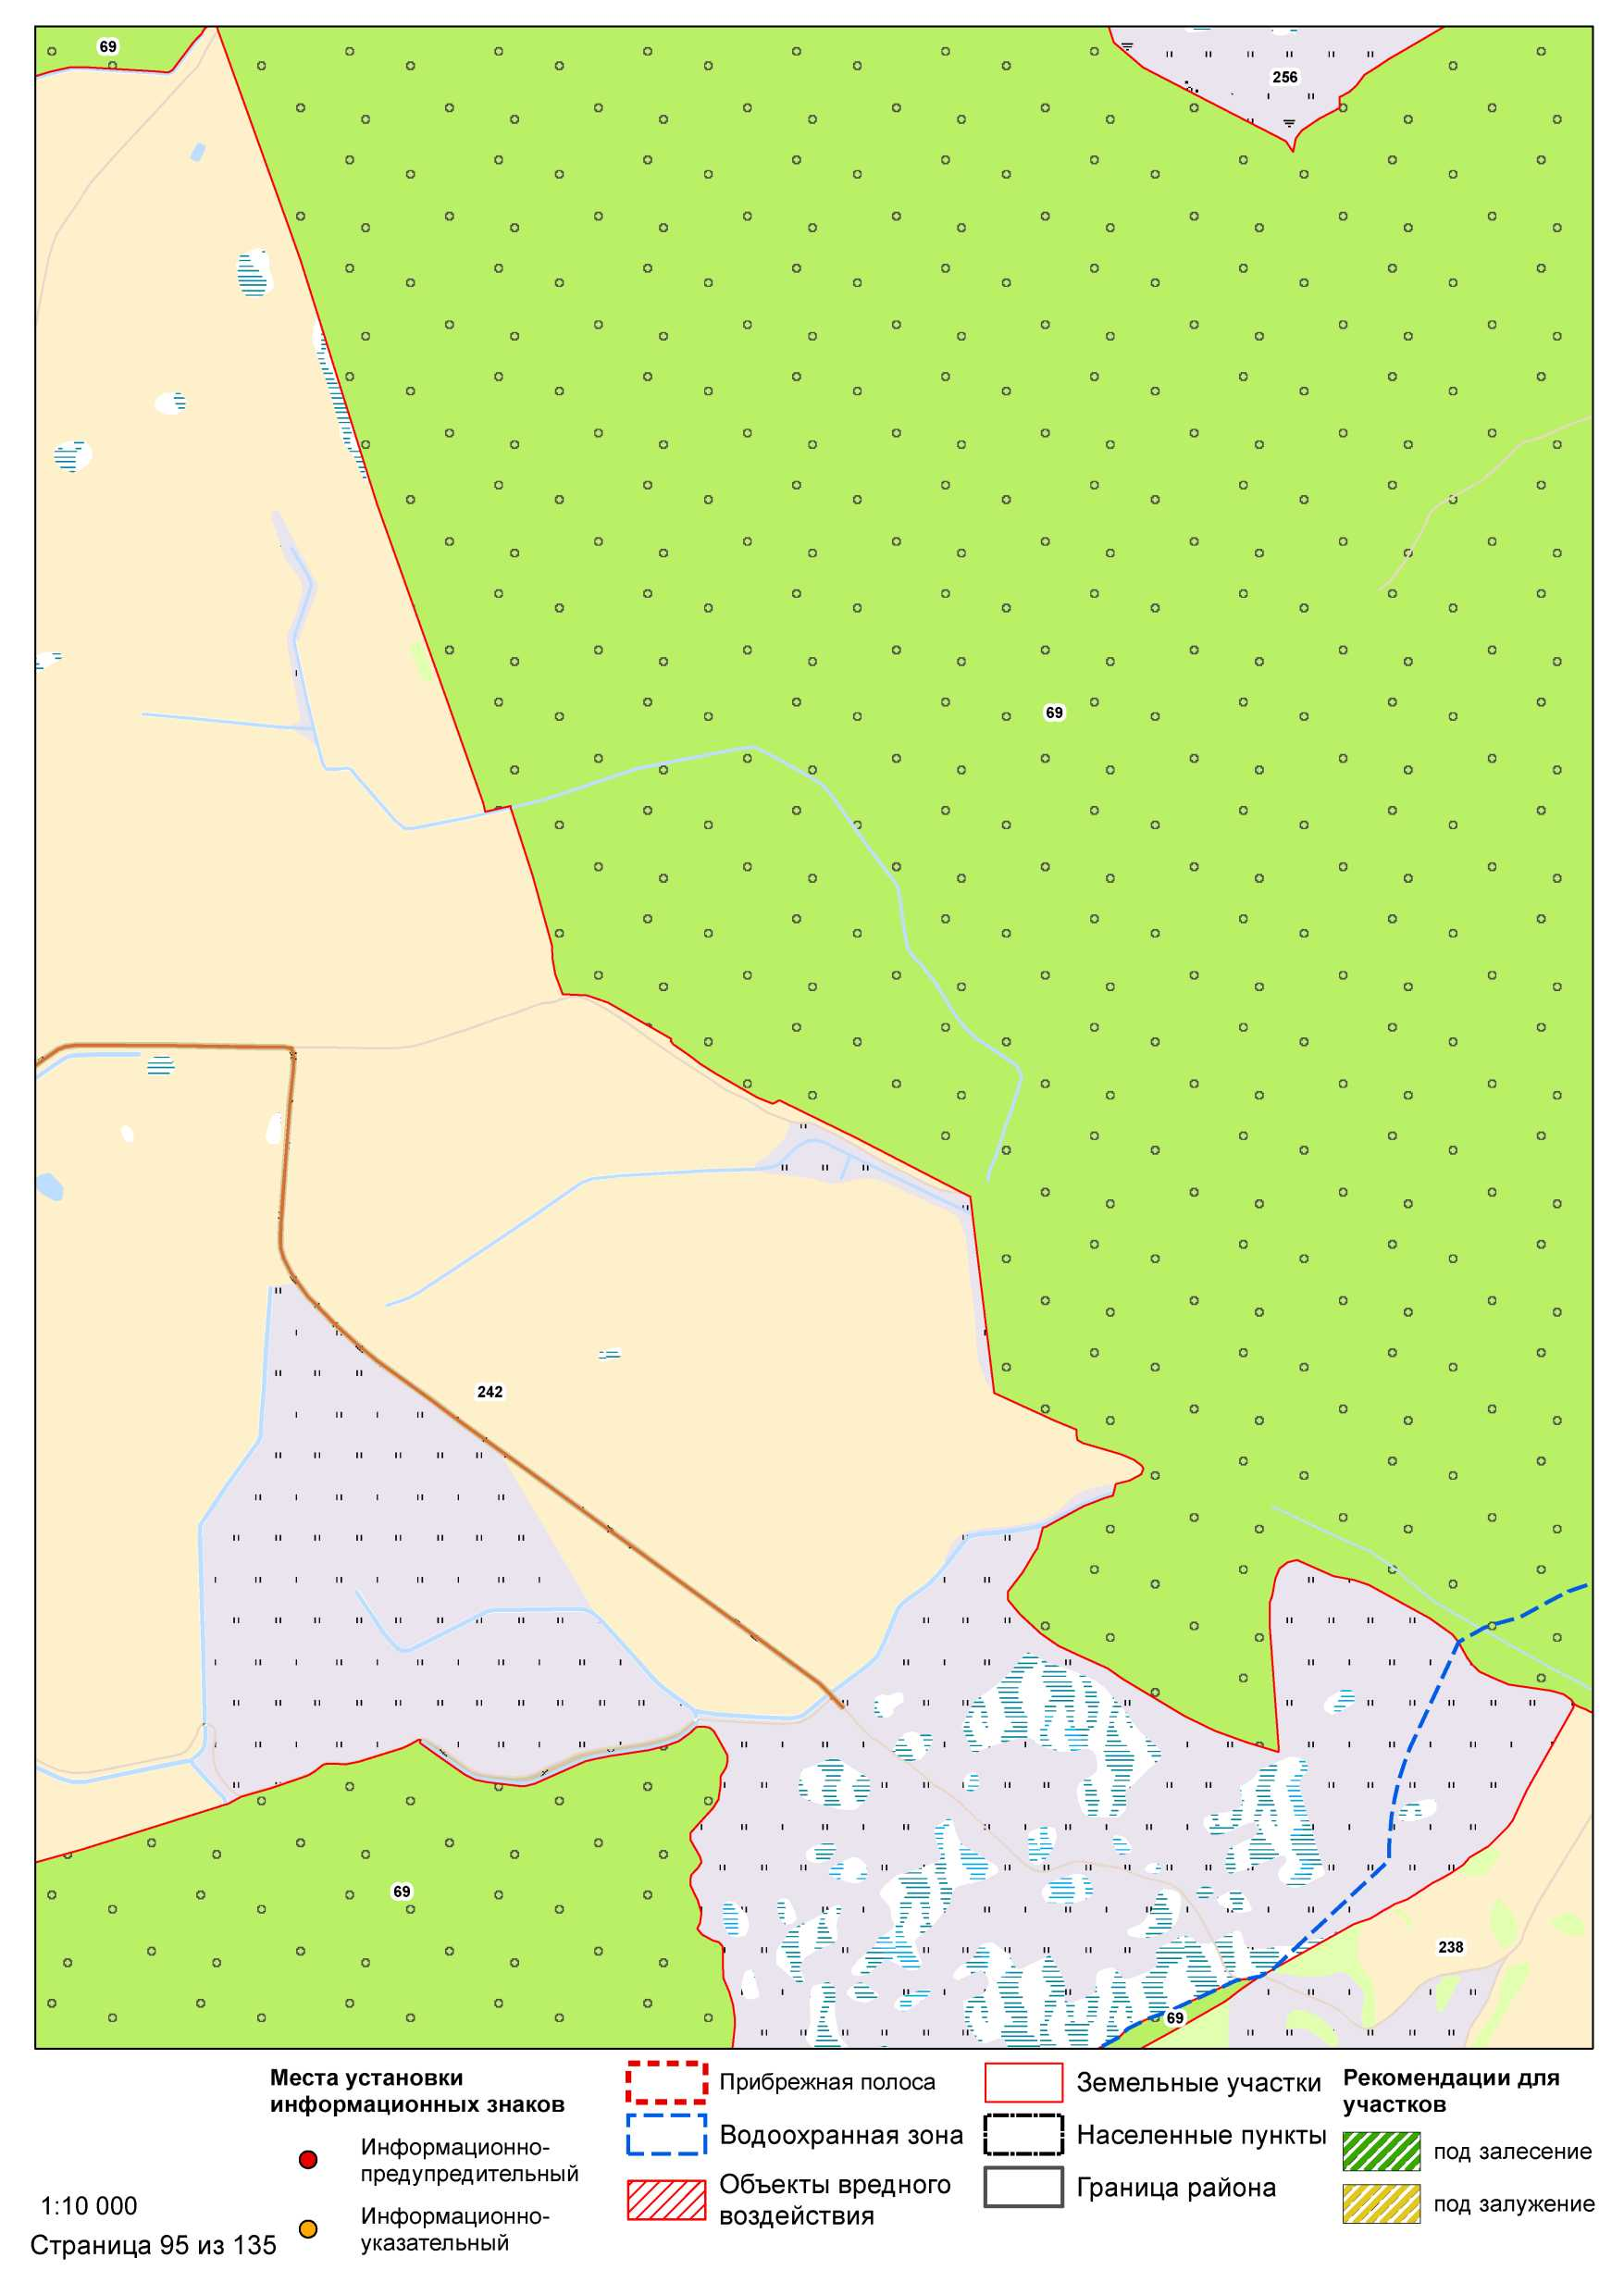 69
256
69
242
69
238
69
Места установки
информационных знаков
Информационно-
предупредительный
Информационно-
указательный
1:10 000
Страница 95 из 135
Прибрежная полоса
Водоохранная зона
Объекты вредного
воздействия
Земельные участки
Населенные пункты
Граница района
Рекомендации для
участков
под залесение
под залужение